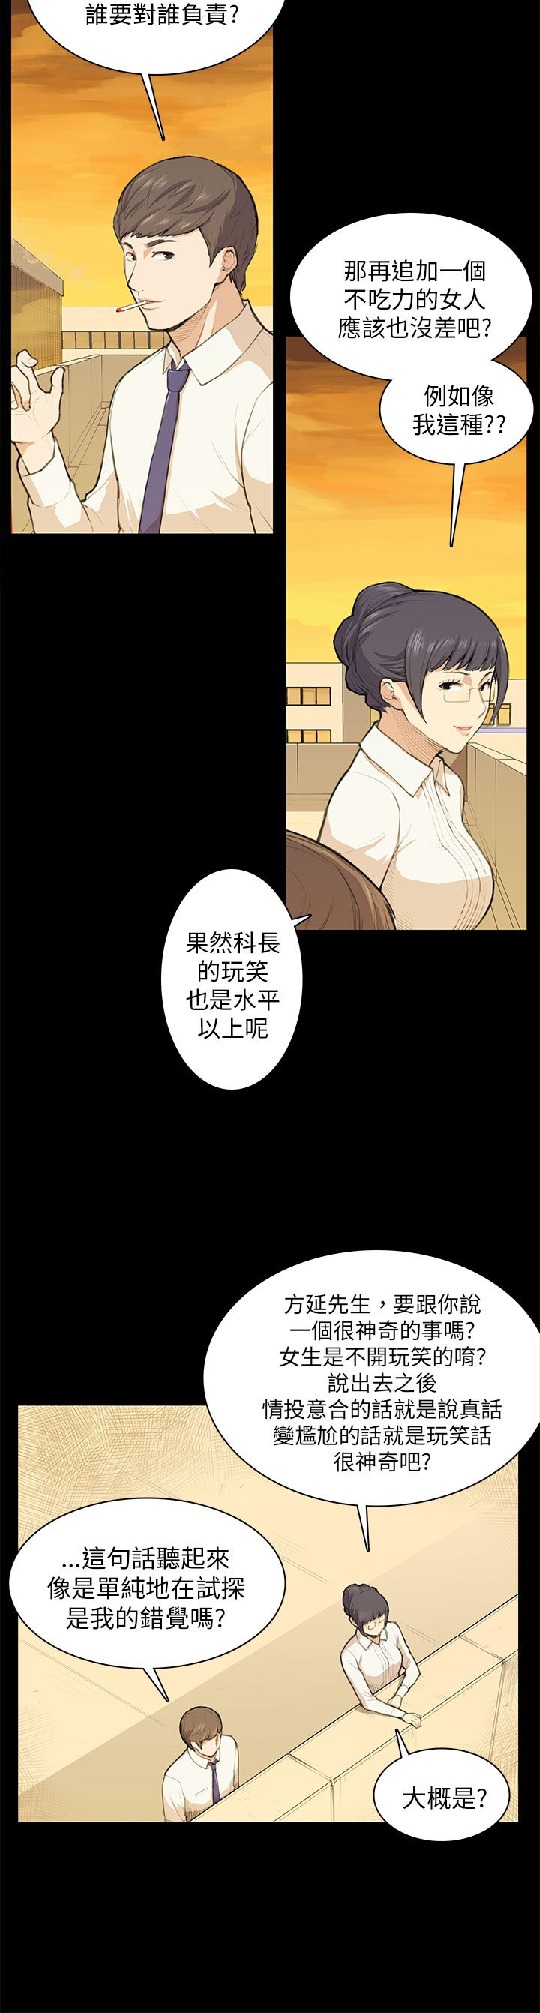 誰要對誰負責?
那再追加一個
不吃力的女人
應該也沒差吧?
例如像
我這種??
果然科長
的玩笑
也是水平
以上呢
方延先生，要跟你說
一個很神奇的事嗎?
女生是不開玩笑的唷?
說出去之後
情投意合的話就是說真話
變尷尬的話就是玩笑話
很神奇吧?
...這句話聽起來
像是單純地在試探
是我的錯覺嗎?
大概是?